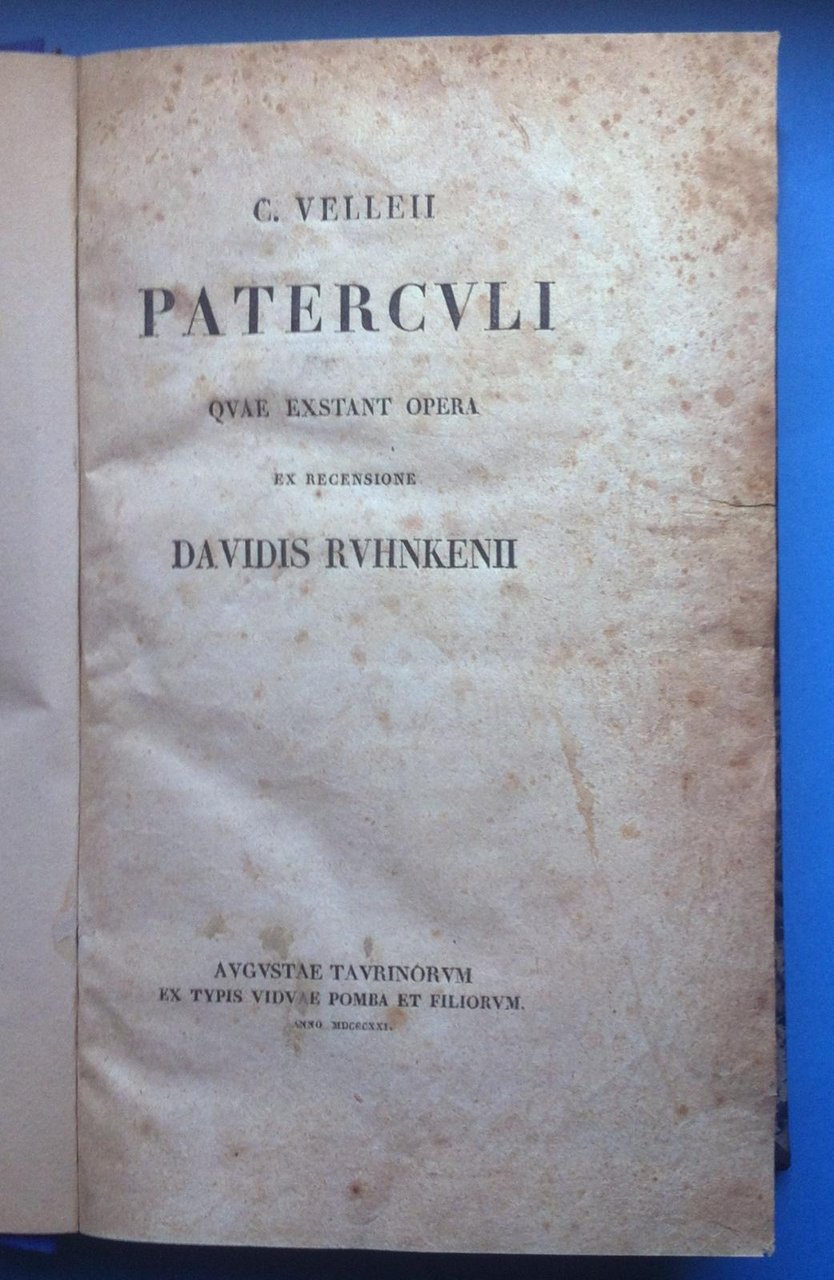 C. VELLEII
PATERCVLI
QVAE EXSTANT OPERA
EX RECENSIONE
DAVIDIS RVHNKENII
AVGVSTAE TAVRINORVM
EX TYPIS VIDVAE POMBA ET FILIORVM.
ANNO MDCCCXXI.